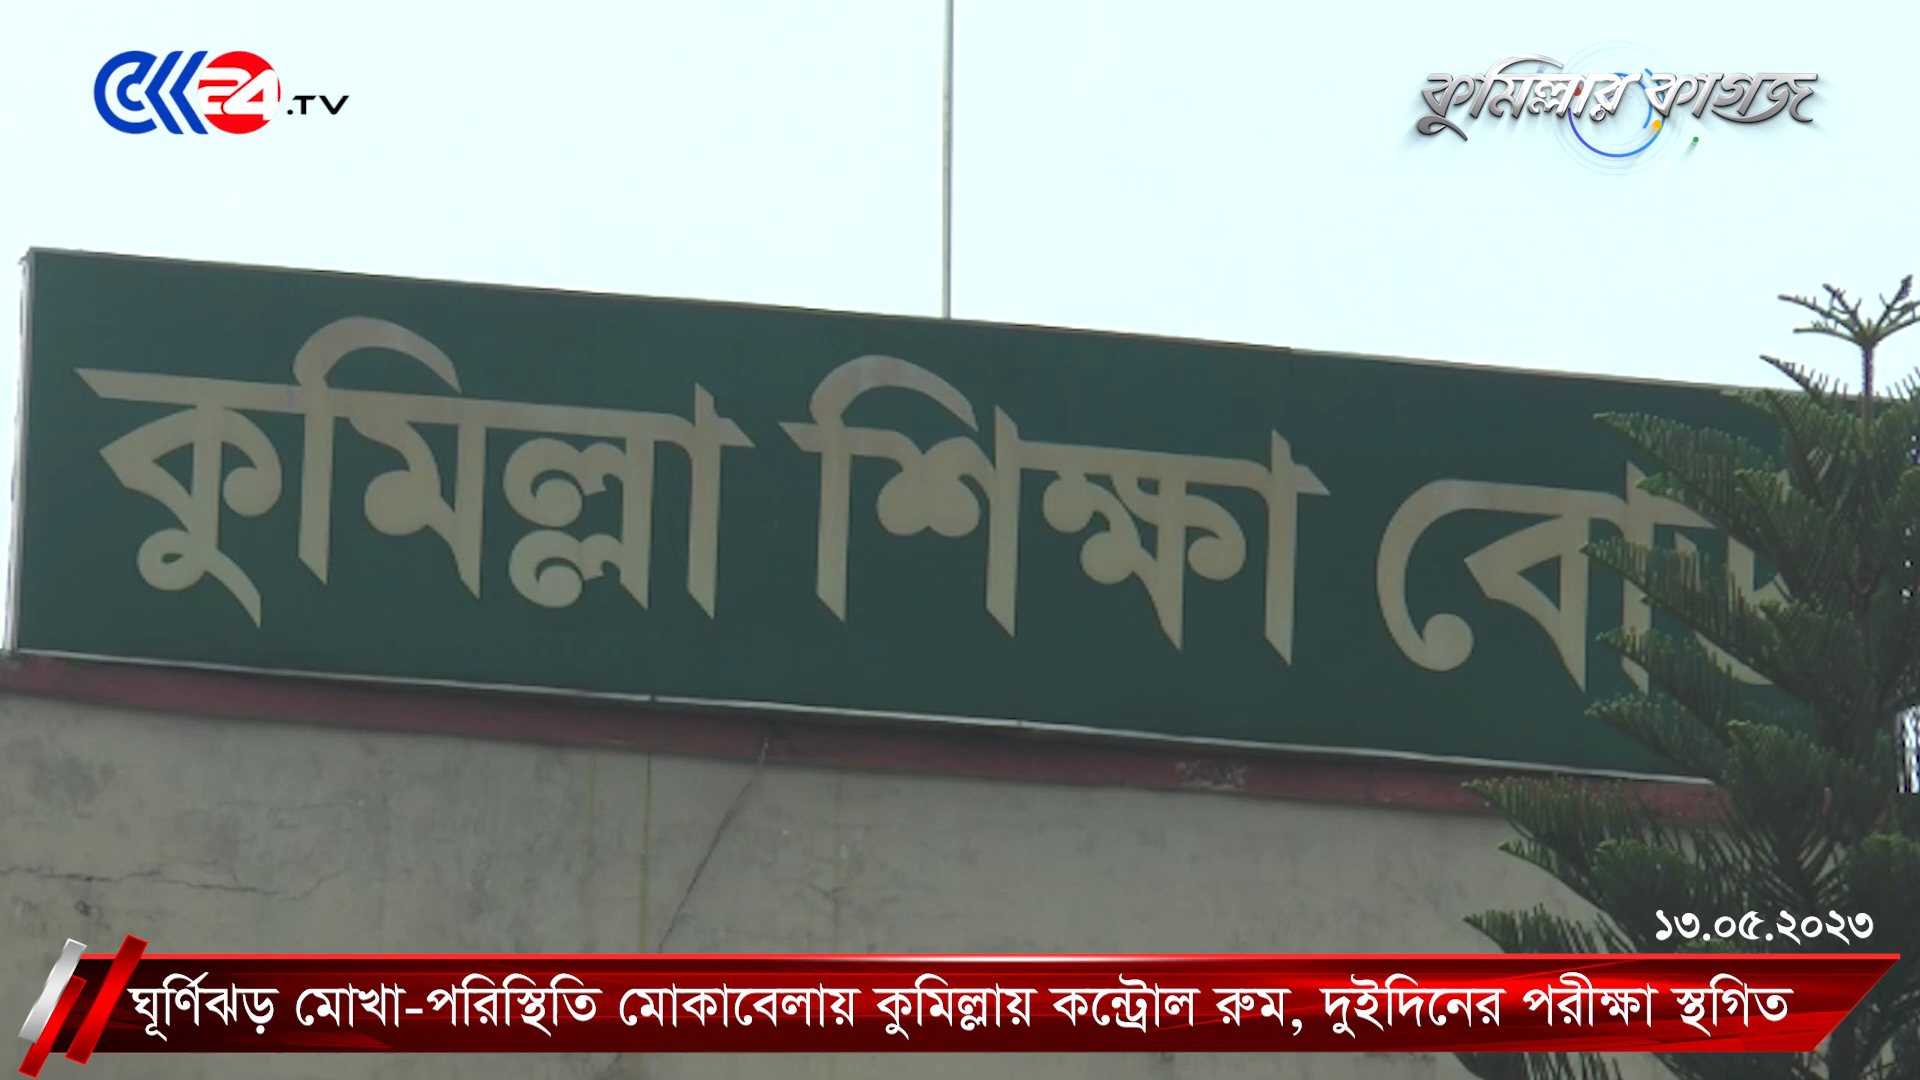 CK24.TV
কুমিল্লার কাগজ
কুমিল্লা শিক্ষা
১৩.০৫.২০২৩
ঘূর্ণিঝড় মোখা-পরিস্থিতি মোকাবেলায় কুমিল্লায় কন্ট্রোল রুম, দুইদিনের পরীক্ষা স্থগিত